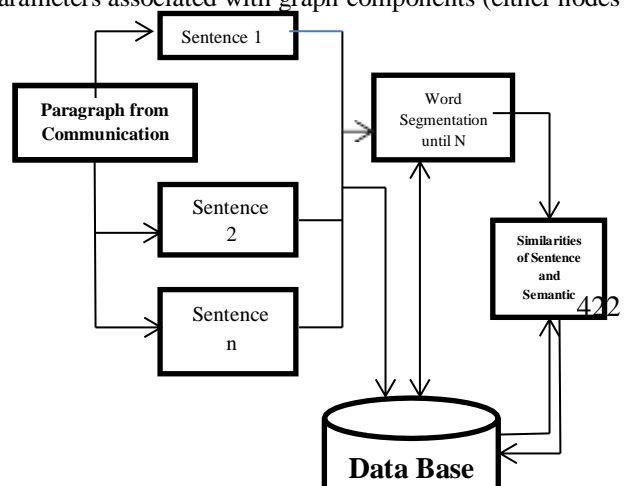 arameters associated with graph components (either nodes
Sentence 1
Paragraph from
Communication
Word
Segmentation
until N
Sentence
2
Similarities
of Sentence
and
Semantic
422
Sentence
n
Data Base